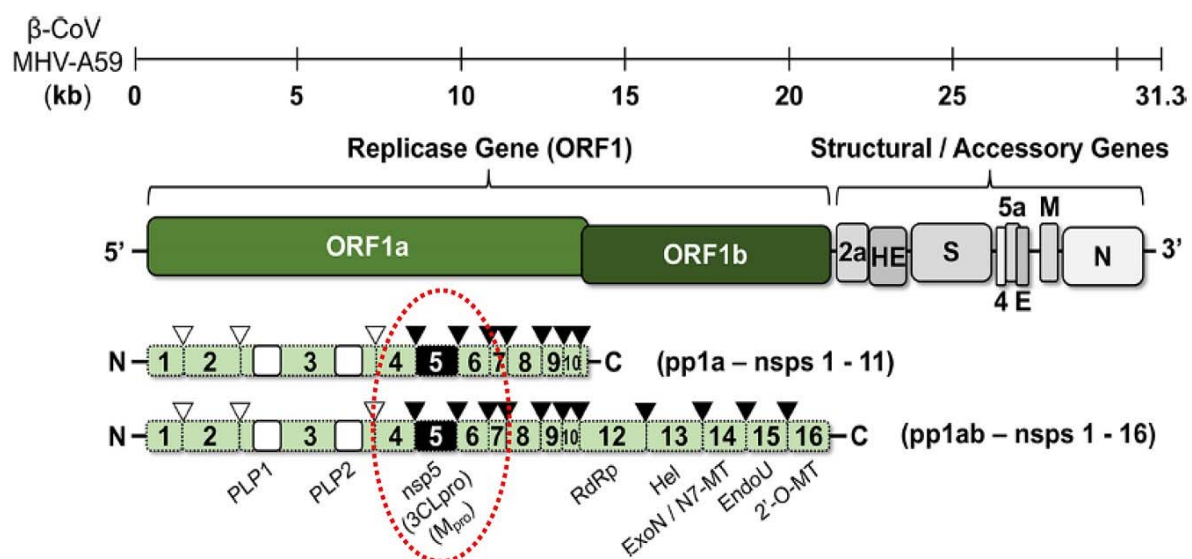 β-CoV
MHV-A59
(kb) 0 5 10 15 20 25 31.3
Replicase Gene (ORF1) Structural / Accessory Genes
5a M
5’ ORF1a ORF1b 2a HE S N 3’
4 E
N 1 2 3 4 5 6 7 8 9 10 C (pp1a – nsps 1 - 11)
N 1 2 3 4 5 6 7 8 9 10 12 13 14 15 16 C (pp1ab – nsps 1 - 16)
PLP1
PLP2
nsp5
(3CLpro)
(Mpro)
RdRp
Hel
ExoN / N7-MT
EndoU
2’-O-MT